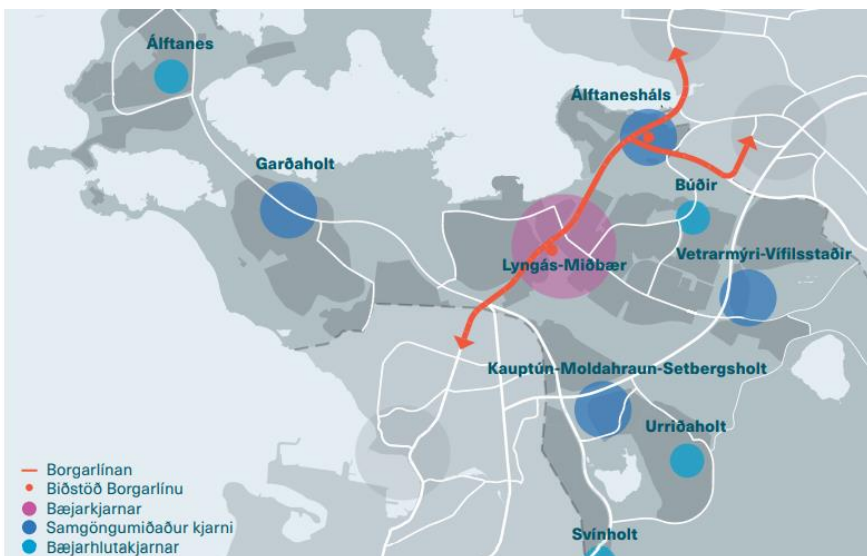 Álftanes
Álftanesháls
Garðaholt
Búðir
Vetrarmýri-Vífilsstaðir
Lyngás-Miðbær
Kauptún-Moldahraun-Setbergsholt
Urriðaholt
Svínholt
Borgarlínan
Biðstöð Borgarlínu
Bæjarkjarnar
Samgöngumiðaður kjarni
Bæjarhlutakjarnar